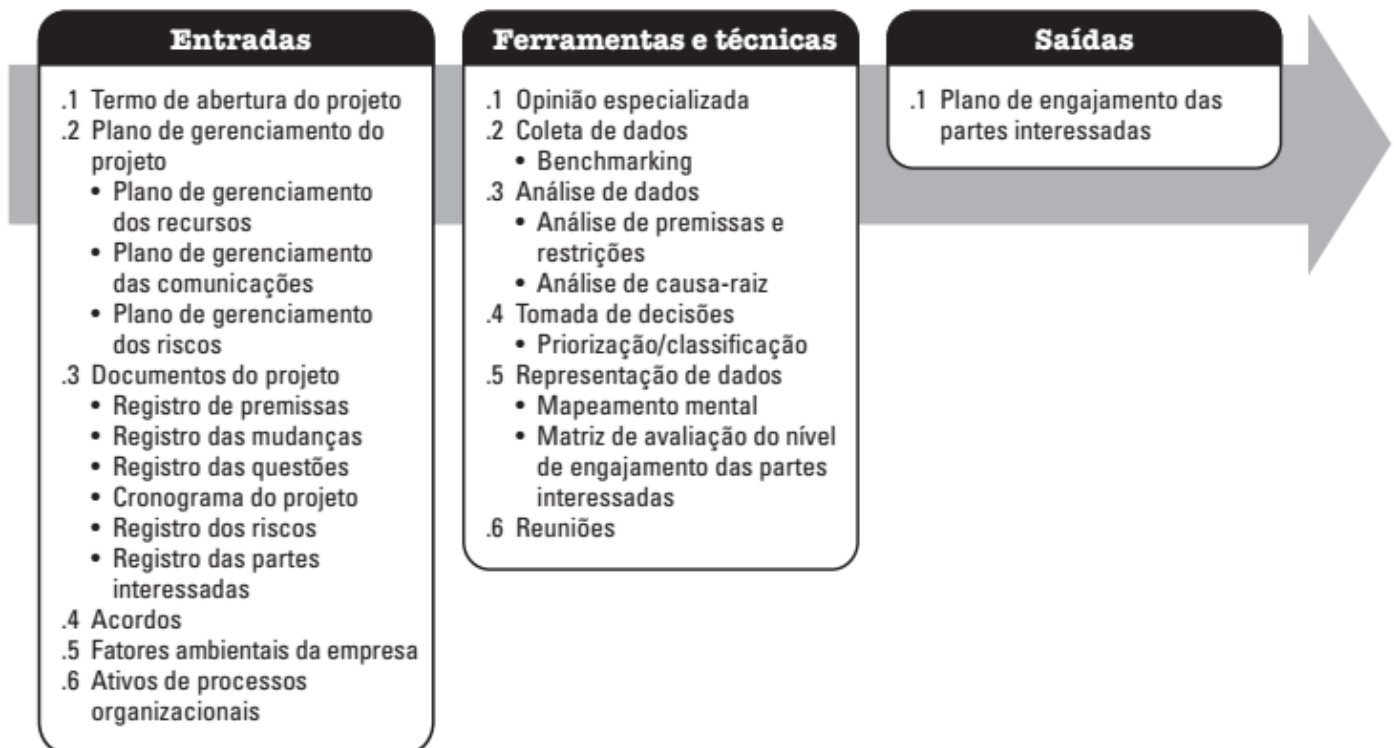 Entradas
.1 Termo de abertura do projeto
.2 Plano de gerenciamento do
projeto
• Plano de gerenciamento
dos recursos
• Plano de gerenciamento
das comunicações
• Plano de gerenciamento
dos riscos
.3 Documentos do projeto
• Registro de premissas
• Registro das mudanças
• Registro das questões
• Cronograma do projeto
• Registro dos riscos
• Registro das partes
interessadas
.4 Acordos
.5 Fatores ambientais da empresa
.6 Ativos de processos
organizacionais
Ferramentas e técnicas
.1 Opinião especializada
.2 Coleta de dados
• Benchmarking
.3 Análise de dados
• Análise de premissas e
restrições
• Análise de causa-raiz
.4 Tomada de decisões
• Priorização/classificação
.5 Representação de dados
• Mapeamento mental
• Matriz de avaliação do nível
de engajamento das partes
interessadas
.6 Reuniões
Saídas
.1 Plano de engajamento das
partes interessadas